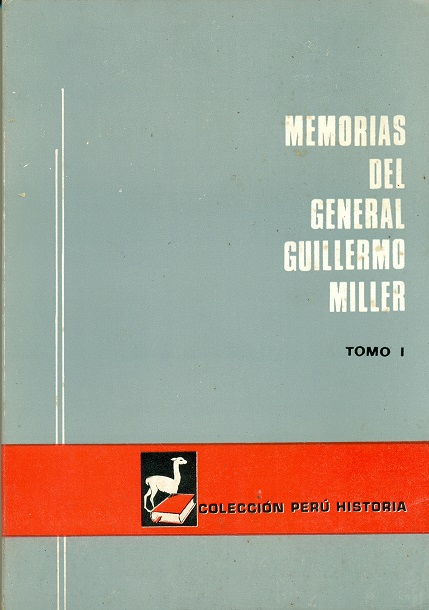 MEMORIAS
DEL
GENERAL
GUILLERMO
MILLER
TOMO I
COLECCIÓN PERÚ HISTORIA